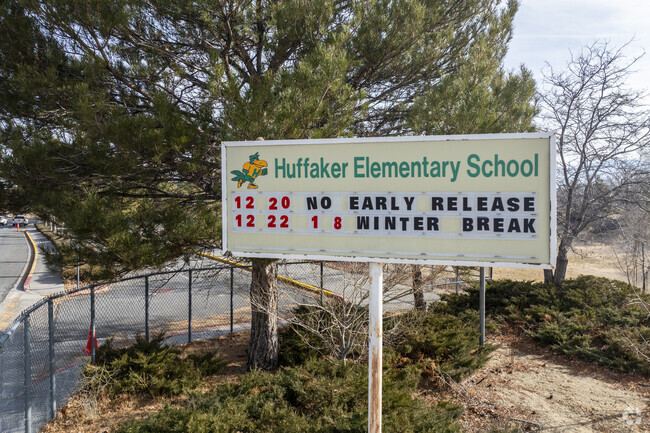 Huffaker Elementary School
12 20 NO EARLY RELEASE
12 22 1 8 WINTER BREAK